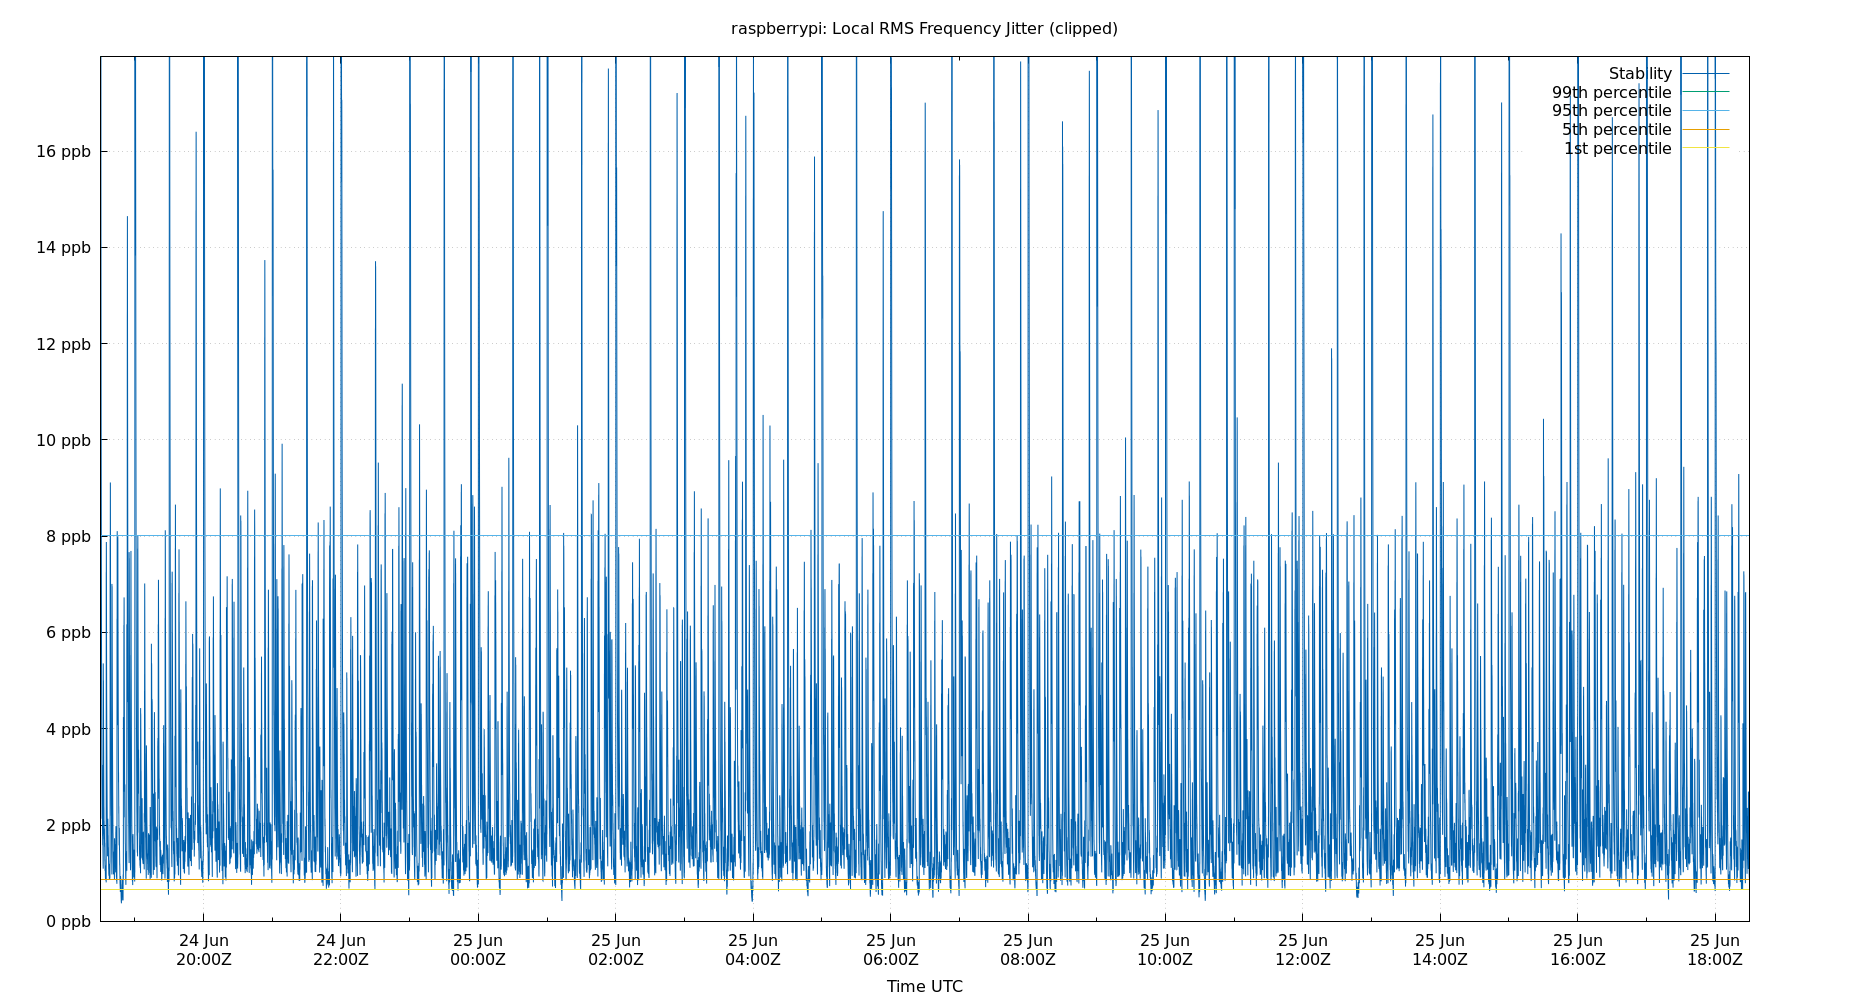 raspberrypi: Local RMS Frequency Jitter (clipped)
Stability
99th percentile
95th percentile
5th percentile
1st percentile
16 ppb
14 ppb
12 ppb
10 ppb
8 ppb
6 ppb
4 ppb
2 ppb
0 ppb
24 Jun 24 Jun 25 Jun 25 Jun 25 Jun 25 Jun 25 Jun 25 Jun 25 Jun 25 Jun 25 Jun 25 Jun
20:00Z 22:00Z 00:00Z 02:00Z 04:00Z 06:00Z 08:00Z 10:00Z 12:00Z 14:00Z 16:00Z 18:00Z
Time UTC